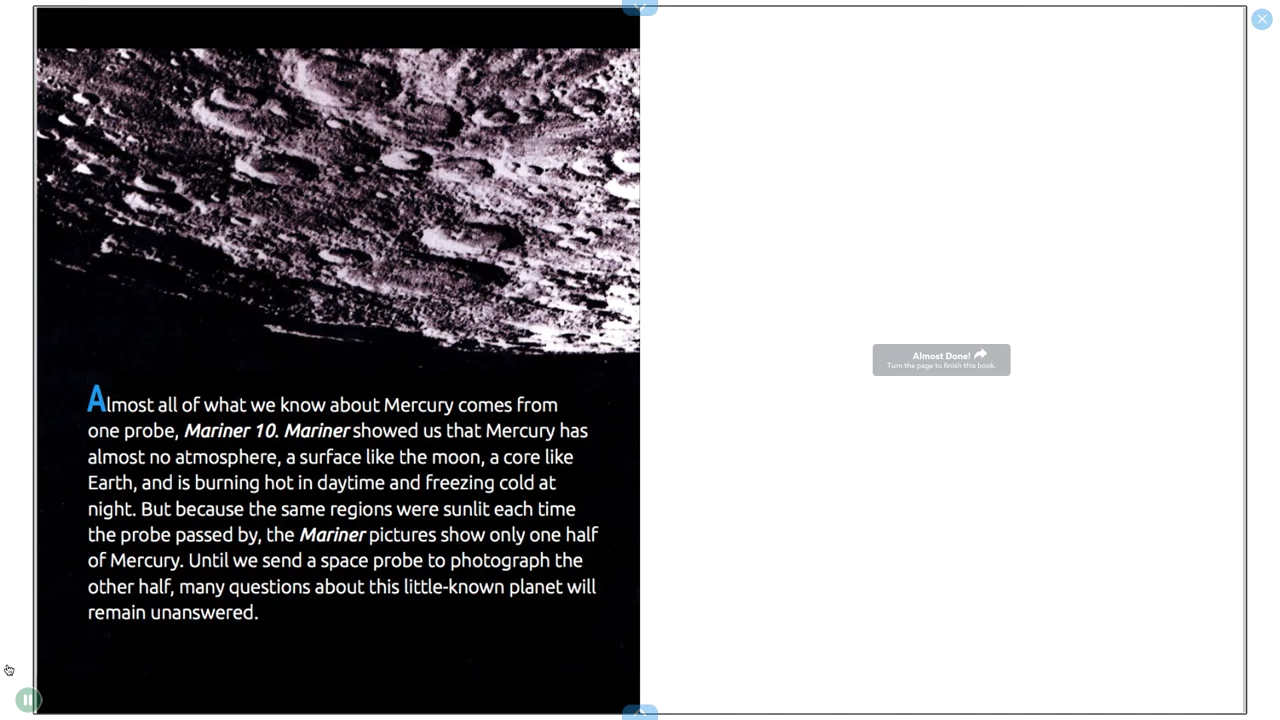 Almost all of what we know about Mercury comes from
one probe, Mariner 10. Mariner showed us that Mercury has
almost no atmosphere, a surface like the moon, a core like
Earth, and is burning hot in daytime and freezing cold at
night. But because the same regions were sunlit each time
the probe passed by, the Mariner pictures show only one half
of Mercury. Until we send a space probe to photograph the
other half, many questions about this little-known planet will
remain unanswered.
Almost Done!
Turn the page to finish this book.